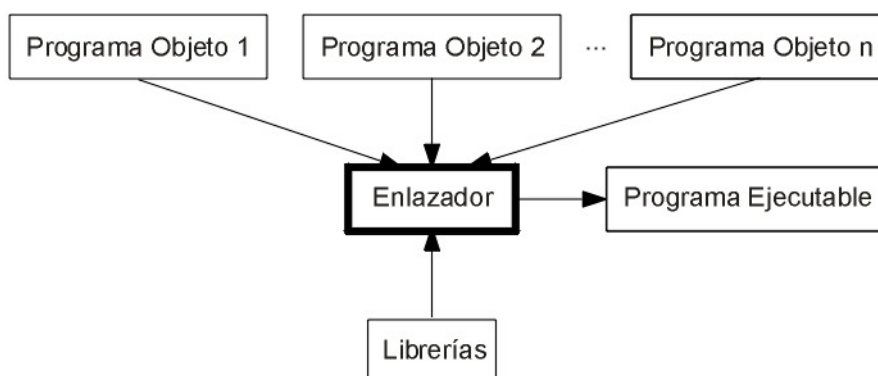 Programa Objeto 1
Programa Objeto 2
...
Programa Objeto n
Enlazador
Programa Ejecutable
Librerías